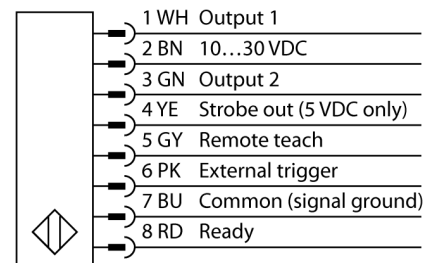 1 WH Output 1
2 BN 10...30 VDC
3 GN Output 2
4 YE Strobe out (5 VDC only)
5 GY Remote teach
6 PK External trigger
7 BU Common (signal ground)
8 RD Ready